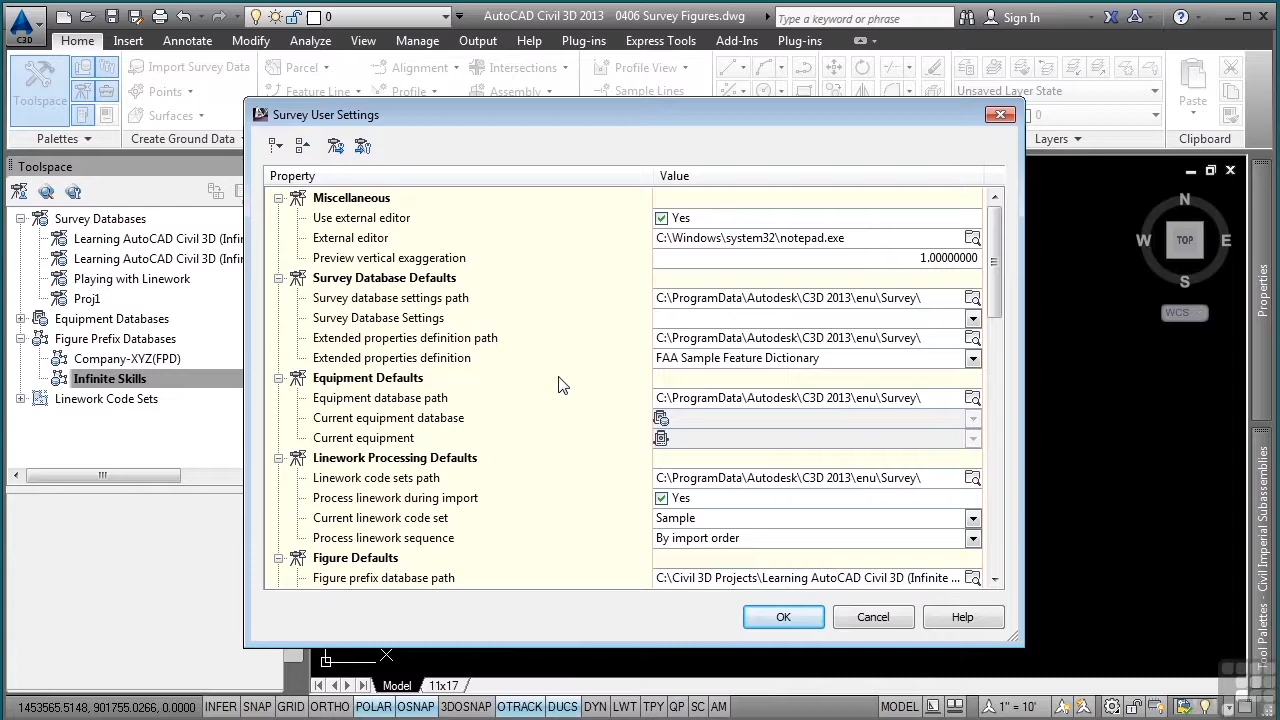 AutoCAD Civil 3D 2013 0406 Survey Figures.dwg
Type a keyword or phrase
Sign In
0
C3D
Home Insert Annotate Modify Analyze View Manage Output Help Plug-ins Express Tools Add-Ins Plug-ins
Toolspace
Import Survey Data
Points
Surfaces
Parcel
Feature Line
Alignment
Profile
Intersections
Assembly
Profile View
Sample Lines
Unsaved Layer State
0
Paste
Palettes
Create Ground Data
Layers
Clipboard
Toolspace
Survey Databases
Learning AutoCAD Civil 3D (Infin
Learning AutoCAD Civil 3D (Infin
Playing with Linework
Proj1
Equipment Databases
Figure Prefix Databases
Company-XYZ(FPD)
Infinite Skills
Linework Code Sets
Survey User Settings
Property Value
Miscellaneous
Use external editor Yes
External editor C:\Windows\system32\notepad.exe
Preview vertical exaggeration 1.00000000
Survey Database Defaults
Survey database settings path C:\ProgramData\Autodesk\C3D 2013\enu\Survey\
Survey Database Settings
Extended properties definition path C:\ProgramData\Autodesk\C3D 2013\enu\Survey\
Extended properties definition FAA Sample Feature Dictionary
Equipment Defaults
Equipment database path C:\ProgramData\Autodesk\C3D 2013\enu\Survey\
Current equipment database
Current equipment
Linework Processing Defaults
Linework code sets path C:\ProgramData\Autodesk\C3D 2013\enu\Survey\
Process linework during import Yes
Current linework code set Sample
Process linework sequence By import order
Figure Defaults
Figure prefix database path C:\Civil 3D Projects\Learning AutoCAD Civil 3D (Infinite ...
OK Cancel Help
N
W TOP E
S
WCS
Properties
Tool Palettes - Civil Imperial Subassemblies
Model 11x17
1453565.5148, 901755.0266, 0.0000 INFER SNAP GRID ORTHO POLAR OSNAP 3DOSNAP OTRACK DUCS DYN LWT TPY QP SC AM MODEL 1" = 10'